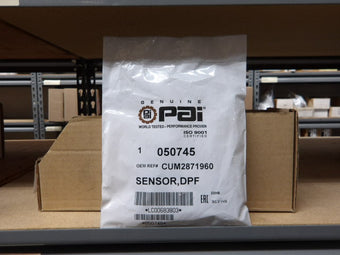 GENUINE
pai
WORLD TESTED • PERFORMANCE PROVEN
ISO 9001
CERTIFIED
1 050745
OEM REF# CUM2871960
SENSOR,DPF
EAC